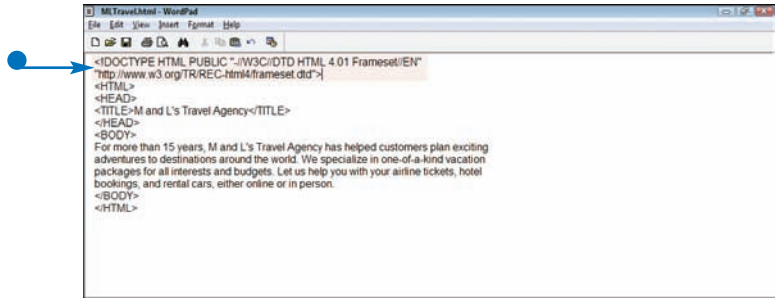 MLTravel.html - WordPad
File Edit View Insert Format Help
<!DOCTYPE HTML PUBLIC "-//W3C//DTD HTML 4.01 Frameset//EN"
"http://www.w3.org/TR/REC-html4/frameset.dtd">
<HTML>
<HEAD>
<TITLE>M and L's Travel Agency</TITLE>
</HEAD>
<BODY>
For more than 15 years, M and L's Travel Agency has helped customers plan exciting
adventures to destinations around the world. We specialize in one-of-a-kind vacation
packages for all interests and budgets. Let us help you with your airline tickets, hotel
bookings, and rental cars, either online or in person.
</BODY>
</HTML>